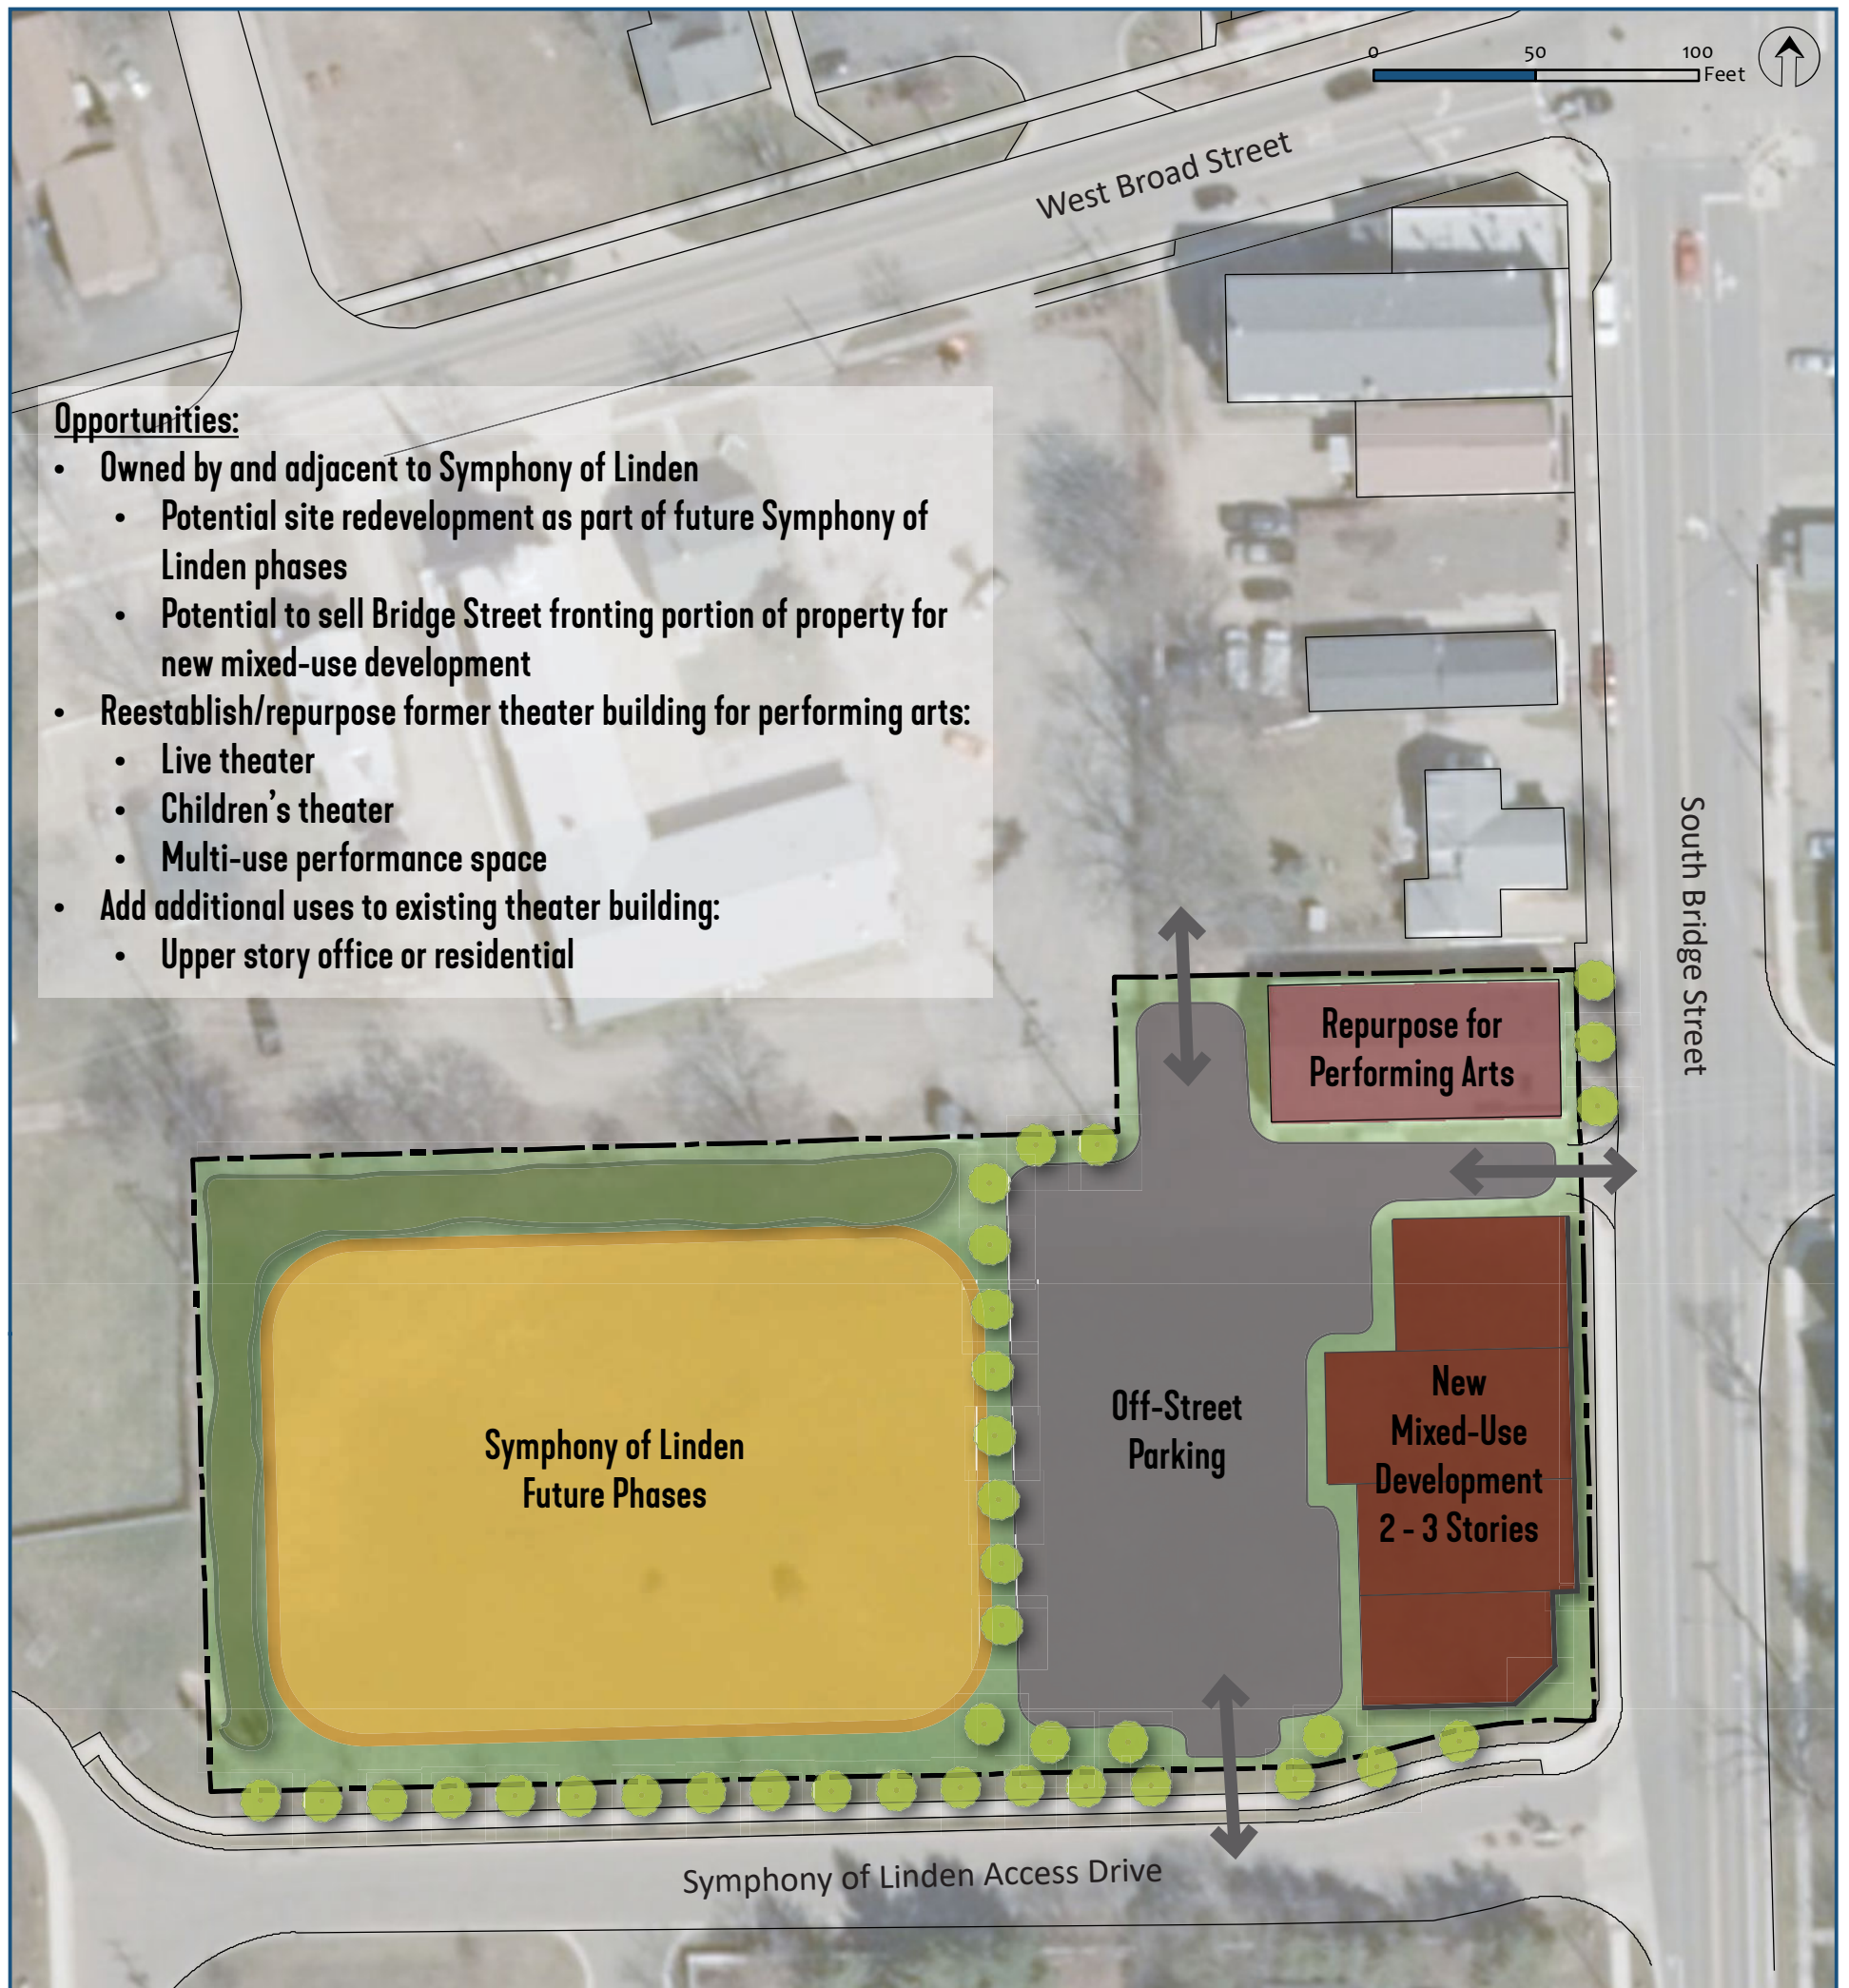 0 50 100
Feet
West Broad Street
Opportunities:
• Owned by and adjacent to Symphony of Linden
• Potential site redevelopment as part of future Symphony of
Linden phases
• Potential to sell Bridge Street fronting portion of property for
new mixed-use development
• Reestablish/repurpose former theater building for performing arts:
• Live theater
• Children’s theater
• Multi-use performance space
• Add additional uses to existing theater building:
• Upper story office or residential
South Bridge Street
Repurpose for
Performing Arts
Symphony of Linden
Future Phases
Off-Street
Parking
New
Mixed-Use
Development
2 - 3 Stories
Symphony of Linden Access Drive